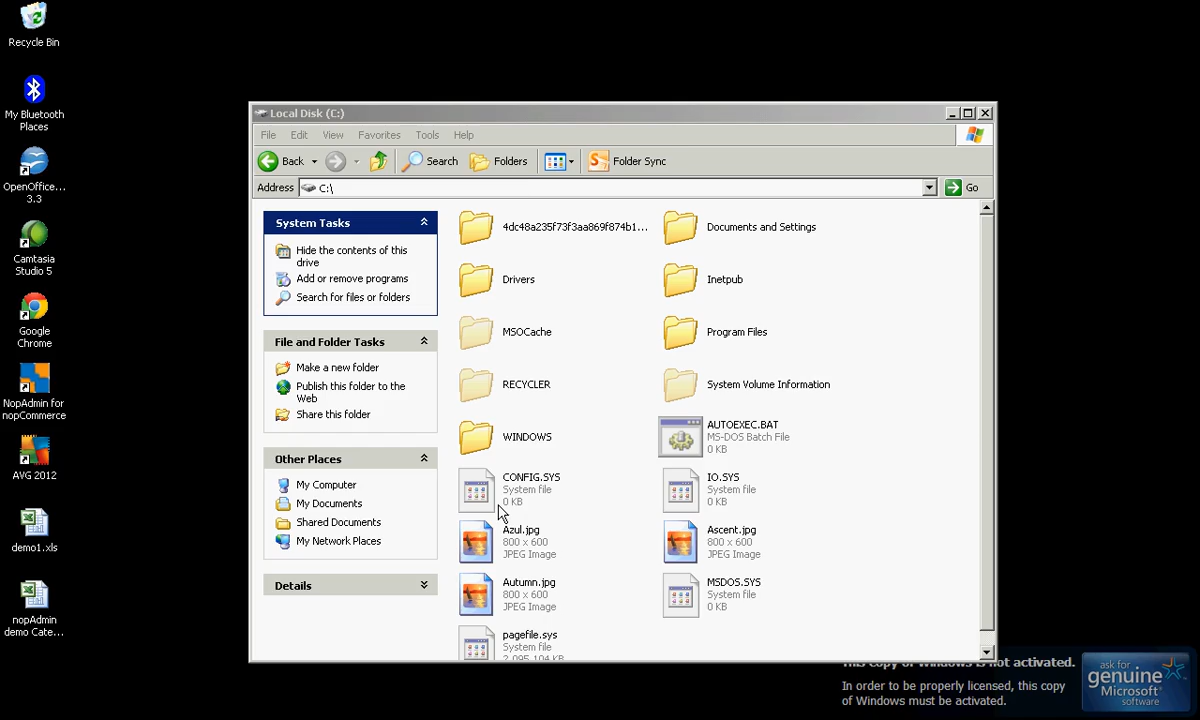 Recycle Bin
My Bluetooth
Places
OpenOffice...
3.3
Camtasia
Studio 5
Google
Chrome
NopAdmin for
nopCommerce
AVG 2012
demo1.xls
nopAdmin
demo Cate...
Local Disk (C:)
File Edit View Favorites Tools Help
Back Search Folders Folder Sync
Address C:\ Go
System Tasks
Hide the contents of this
drive
Add or remove programs
Search for files or folders
File and Folder Tasks
Make a new folder
Publish this folder to the
Web
Share this folder
Other Places
My Computer
My Documents
Shared Documents
My Network Places
Details
4dc48a235f73f3aa869f874b1... Documents and Settings
Drivers Inetpub
MSOCache Program Files
RECYCLER System Volume Information
WINDOWS
AUTOEXEC.BAT
MS-DOS Batch File
0 KB
CONFIG.SYS
System file
0 KB
IO.SYS
System file
0 KB
Azul.jpg
800 x 600
JPEG Image
Ascent.jpg
800 x 600
JPEG Image
Autumn.jpg
800 x 600
JPEG Image
MSDOS.SYS
System file
0 KB
pagefile.sys
System file
2,095,104 KB
This copy of Windows is not activated.
In order to be properly licensed, this copy
of Windows must be activated.
ask for
genuine
Microsoft
software